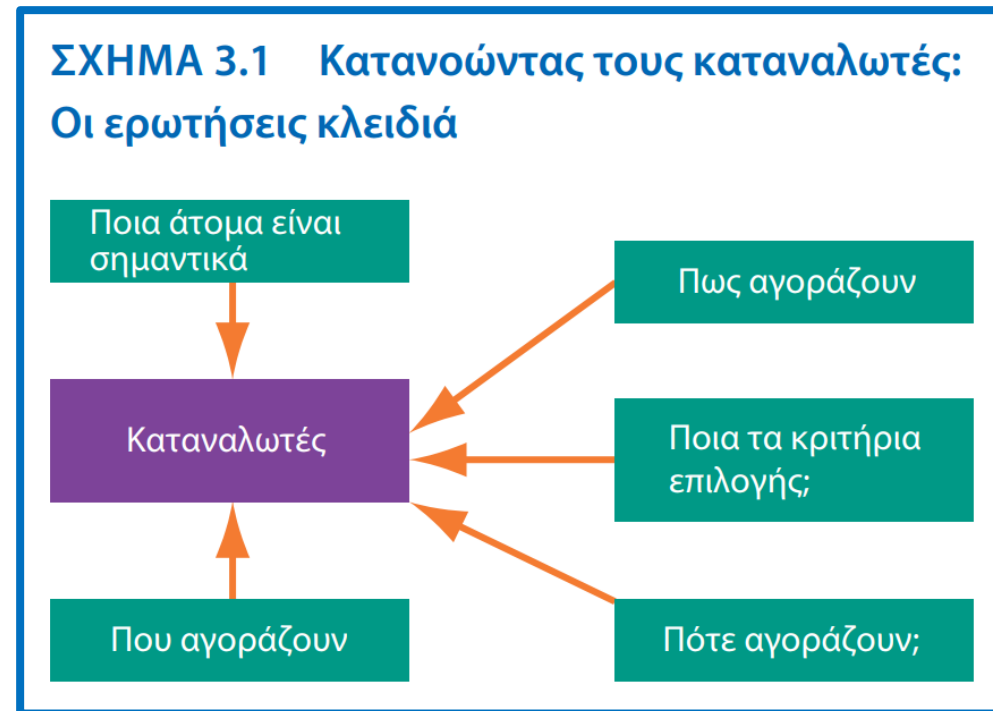 ΣΧΗΜΑ 3.1 Κατανοώντας τους καταναλωτές:
Οι ερωτήσεις κλειδιά
Ποια άτομα είναι
σημαντικά
Πως αγοράζουν
Καταναλωτές
Ποια τα κριτήρια
επιλογής;
Που αγοράζουν
Πότε αγοράζουν;